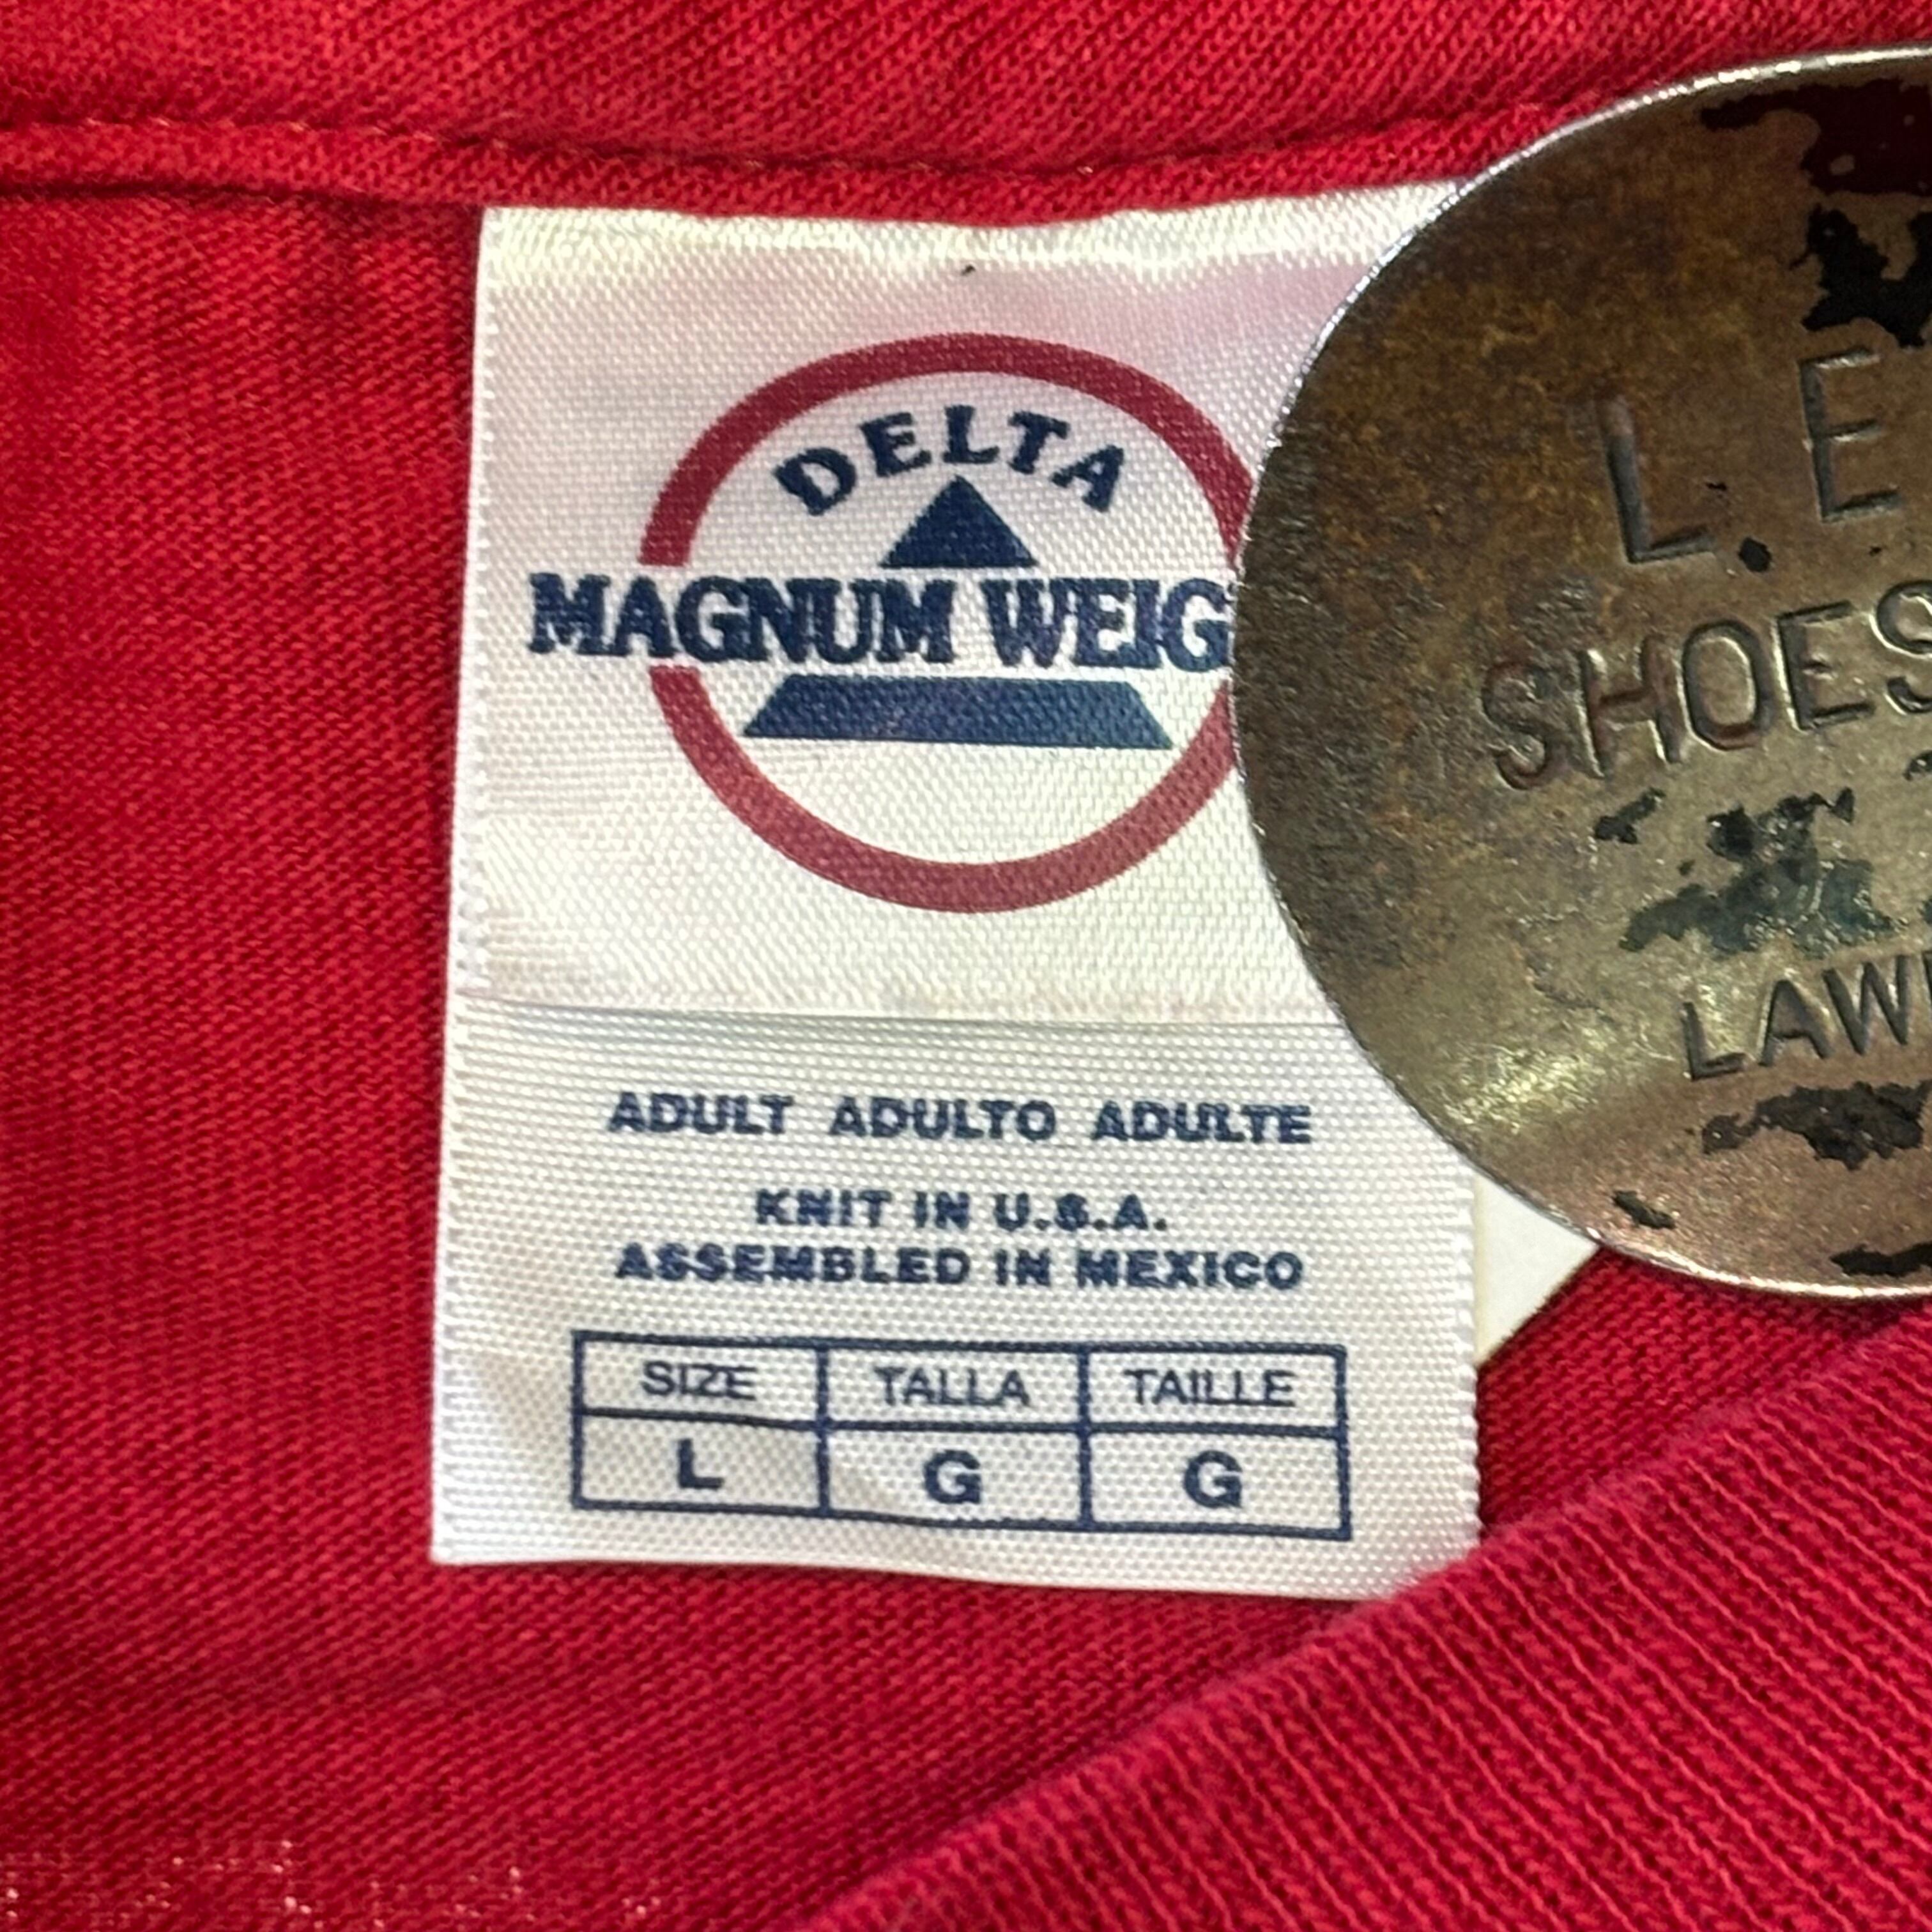 DELTA
MAGNUM WEIG
ADULT ADULTO ADULTE
KNIT IN U.S.A.
ASSEMBLED IN MEXICO
SIZE TALLA TAILLE
L G G
L. E
SHOES
LAW